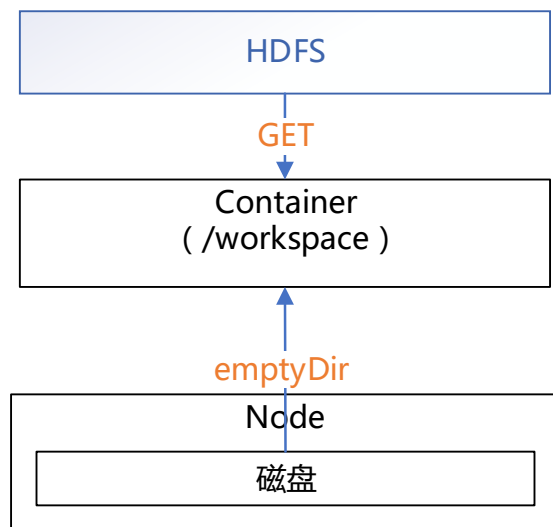 HDFS
GET
Container
（/workspace）
emptyDir
Node
磁盘